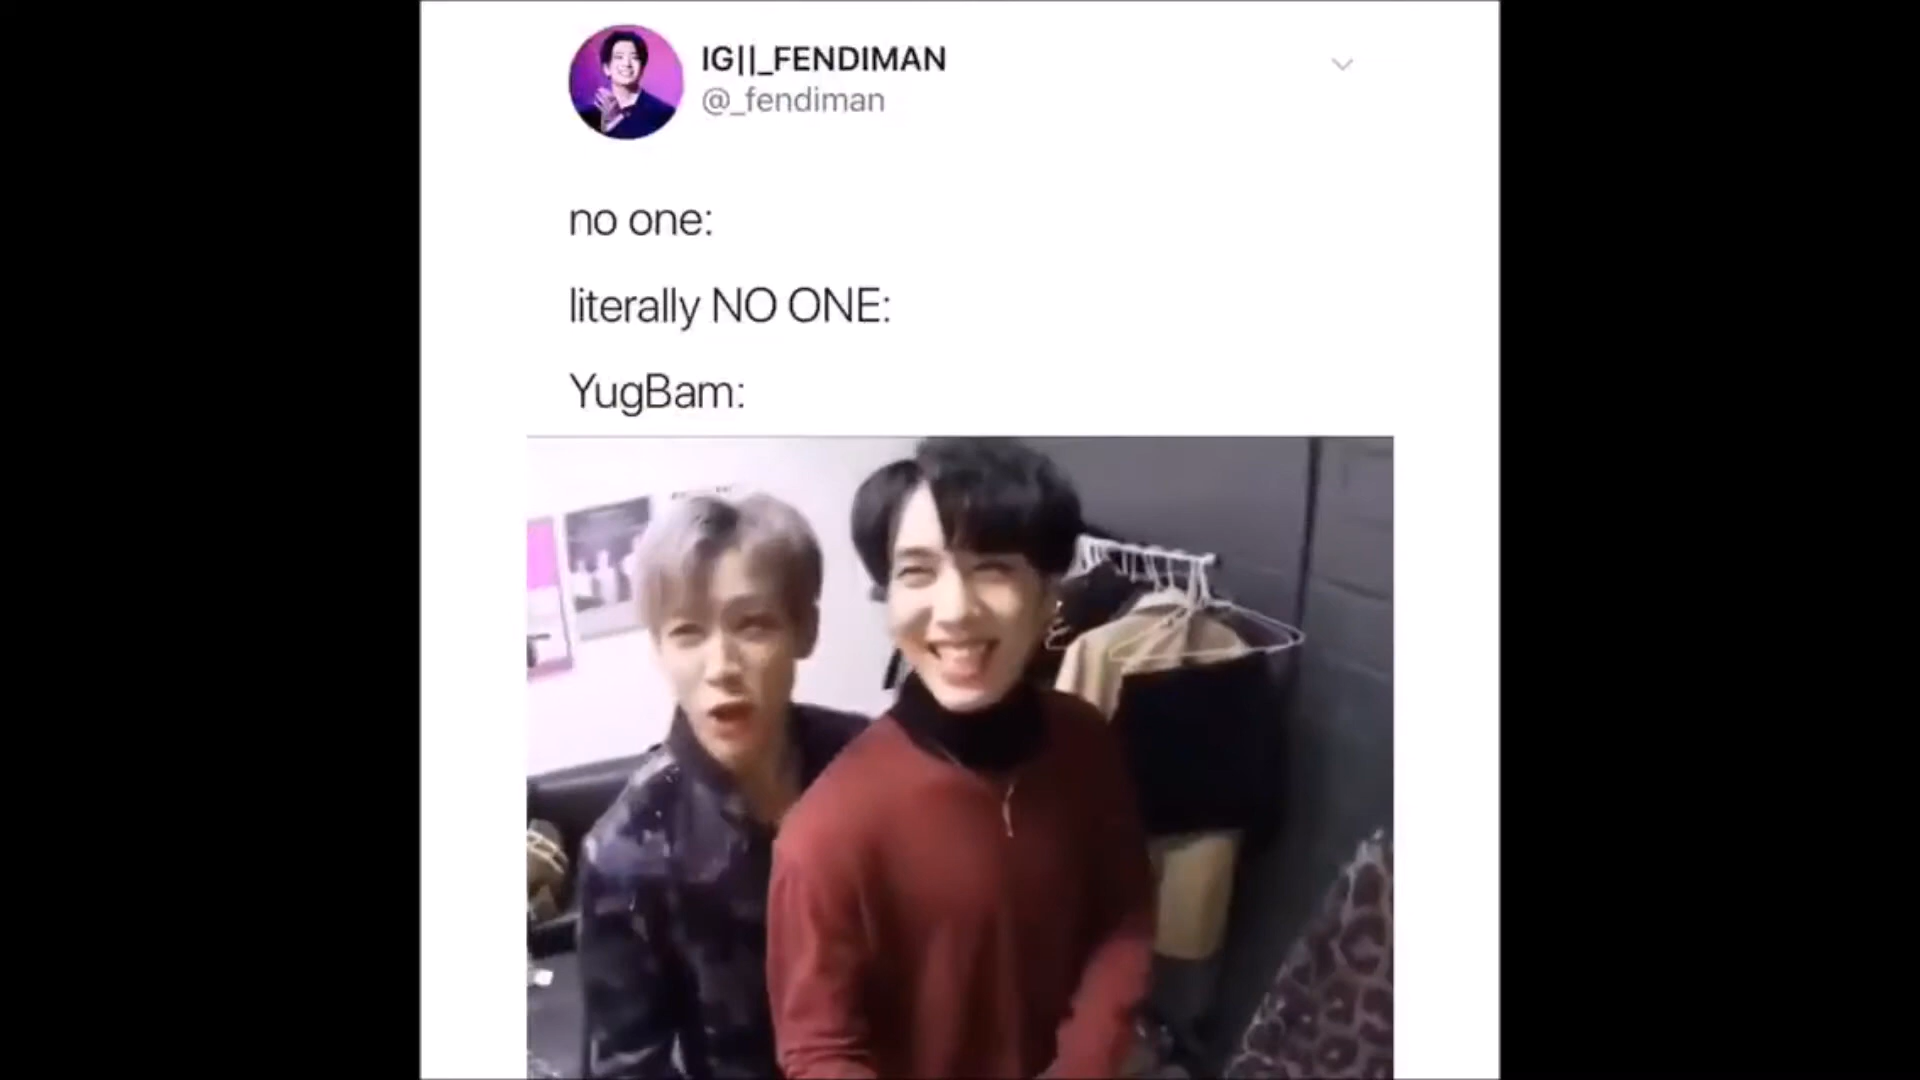 IG||_FENDIMAN
@_fendiman
no one:
literally NO ONE:
YugBam: